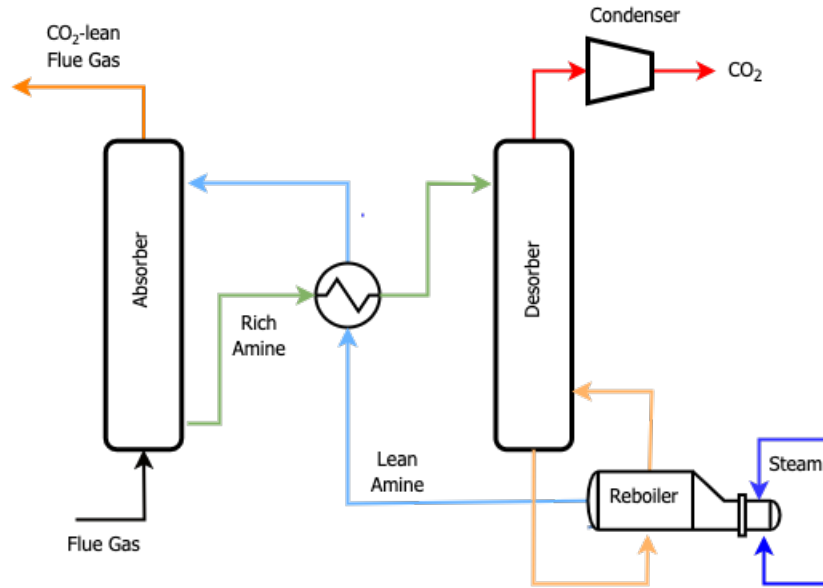 Condenser
CO₂-lean
Flue Gas
CO₂
Absorber
Desorber
Rich
Amine
Lean
Amine
Steam
Reboiler
Flue Gas